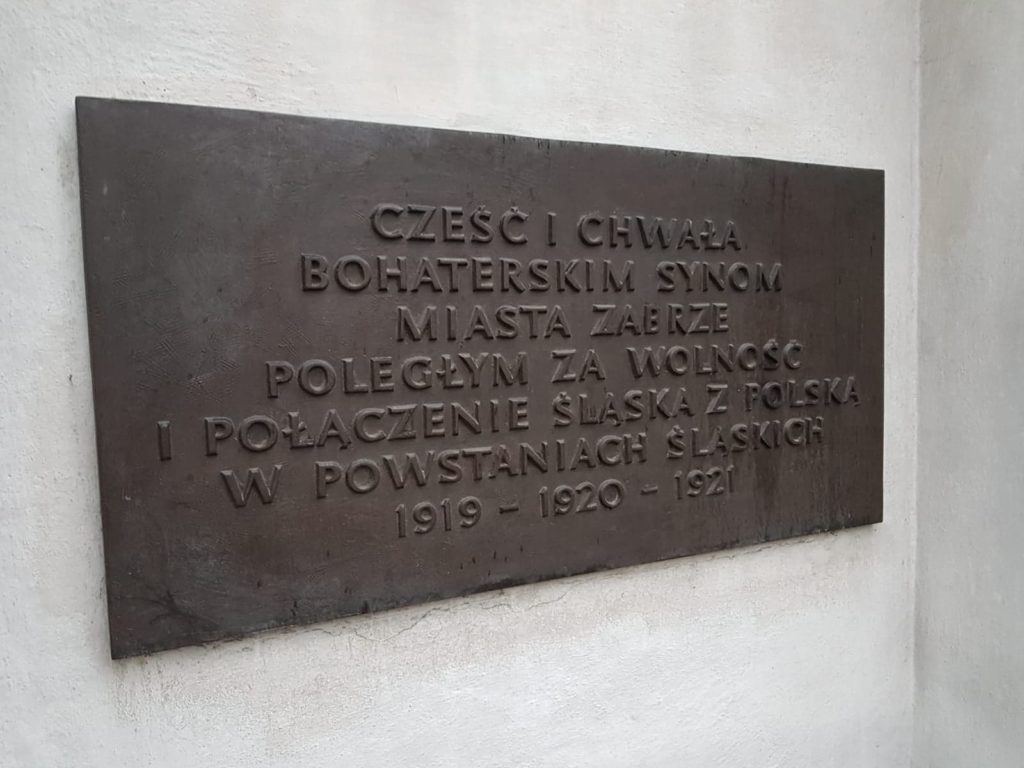 CZEŚĆ I CHWAŁA
BOHATERSKIM SYNOM
MIASTA ZABRZE
POLEGŁYM ZA WOLNOŚĆ
I POŁĄCZENIE ŚLĄSKA Z POLSKĄ
W POWSTANIACH ŚLĄSKICH
1919 - 1920 - 1921